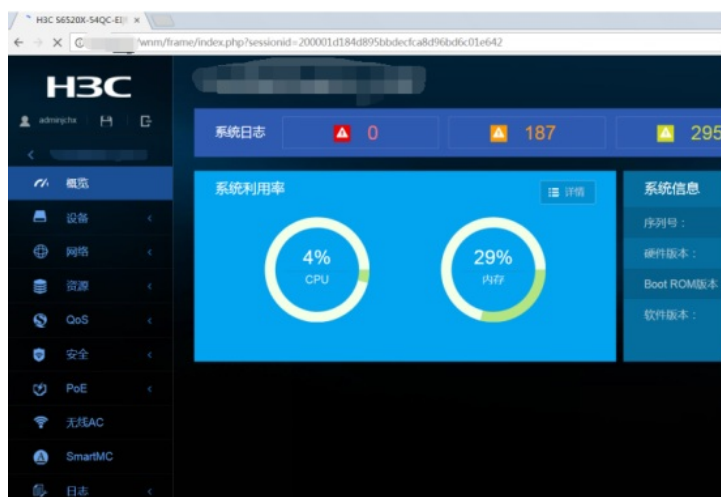 H3C S6520X-54QC-EI
/wnm/frame/index.php?sessionid=200001d184d895bbdecfca8d96bd6c01e642
H3C
adminjchx
系统日志 0 187 295
概览
系统利用率 详情 系统信息
设备
序列号：
网络
4% 29%
硬件版本：
CPU 内存
资源
Boot ROM版本
QoS
软件版本：
安全
PoE
无线AC
SmartMC
日志